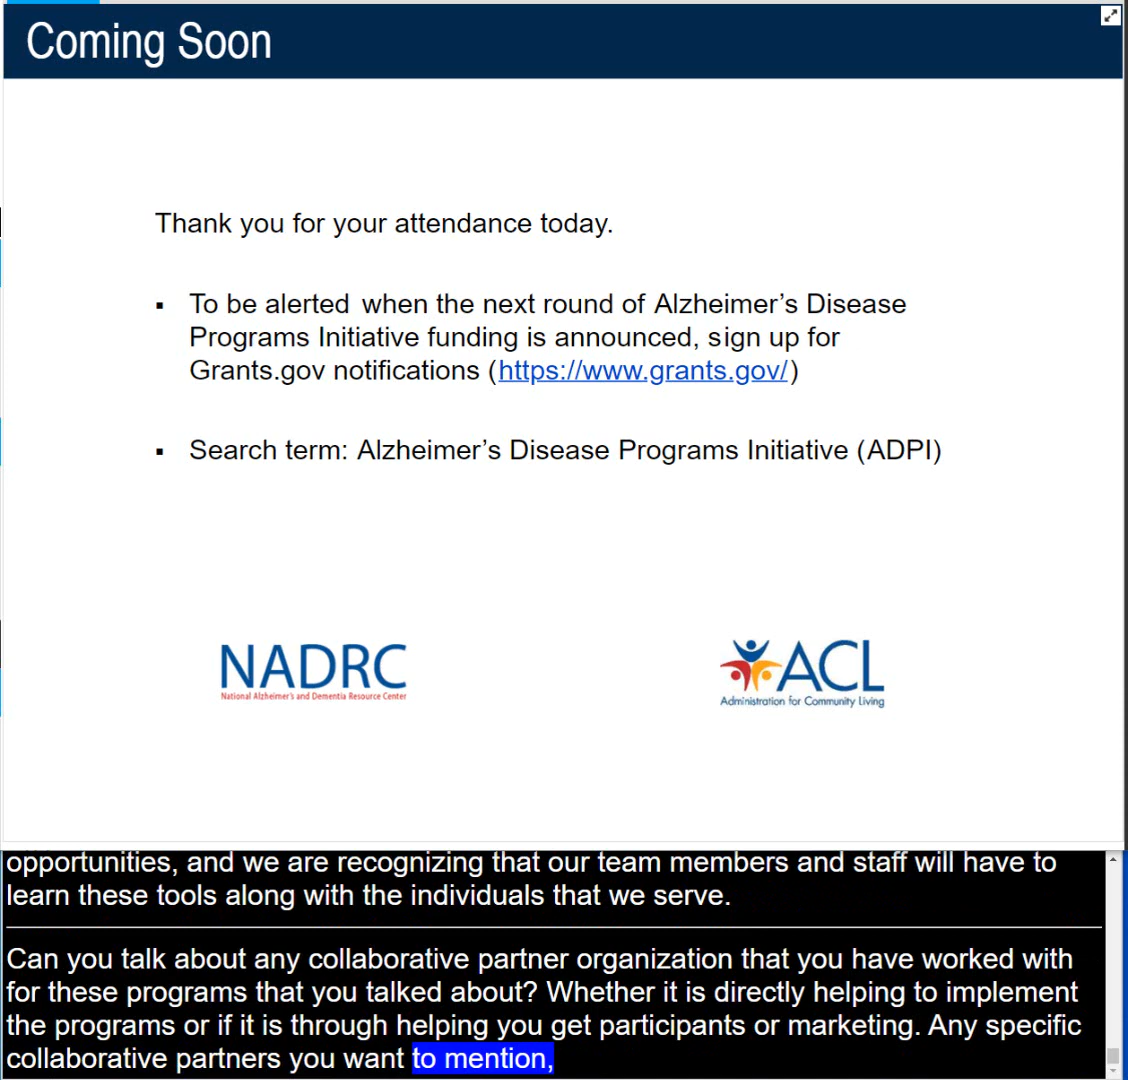 Coming Soon
Thank you for your attendance today.
▪ To be alerted when the next round of Alzheimer’s Disease
Programs Initiative funding is announced, sign up for
Grants.gov notifications (https://www.grants.gov/)
▪ Search term: Alzheimer’s Disease Programs Initiative (ADPI)
NADRC
National Alzheimer's and Dementia Resource Center
ACL
Administration for Community Living
opportunities, and we are recognizing that our team members and staff will have to
learn these tools along with the individuals that we serve.
Can you talk about any collaborative partner organization that you have worked with
for these programs that you talked about? Whether it is directly helping to implement
the programs or if it is through helping you get participants or marketing. Any specific
collaborative partners you want to mention,